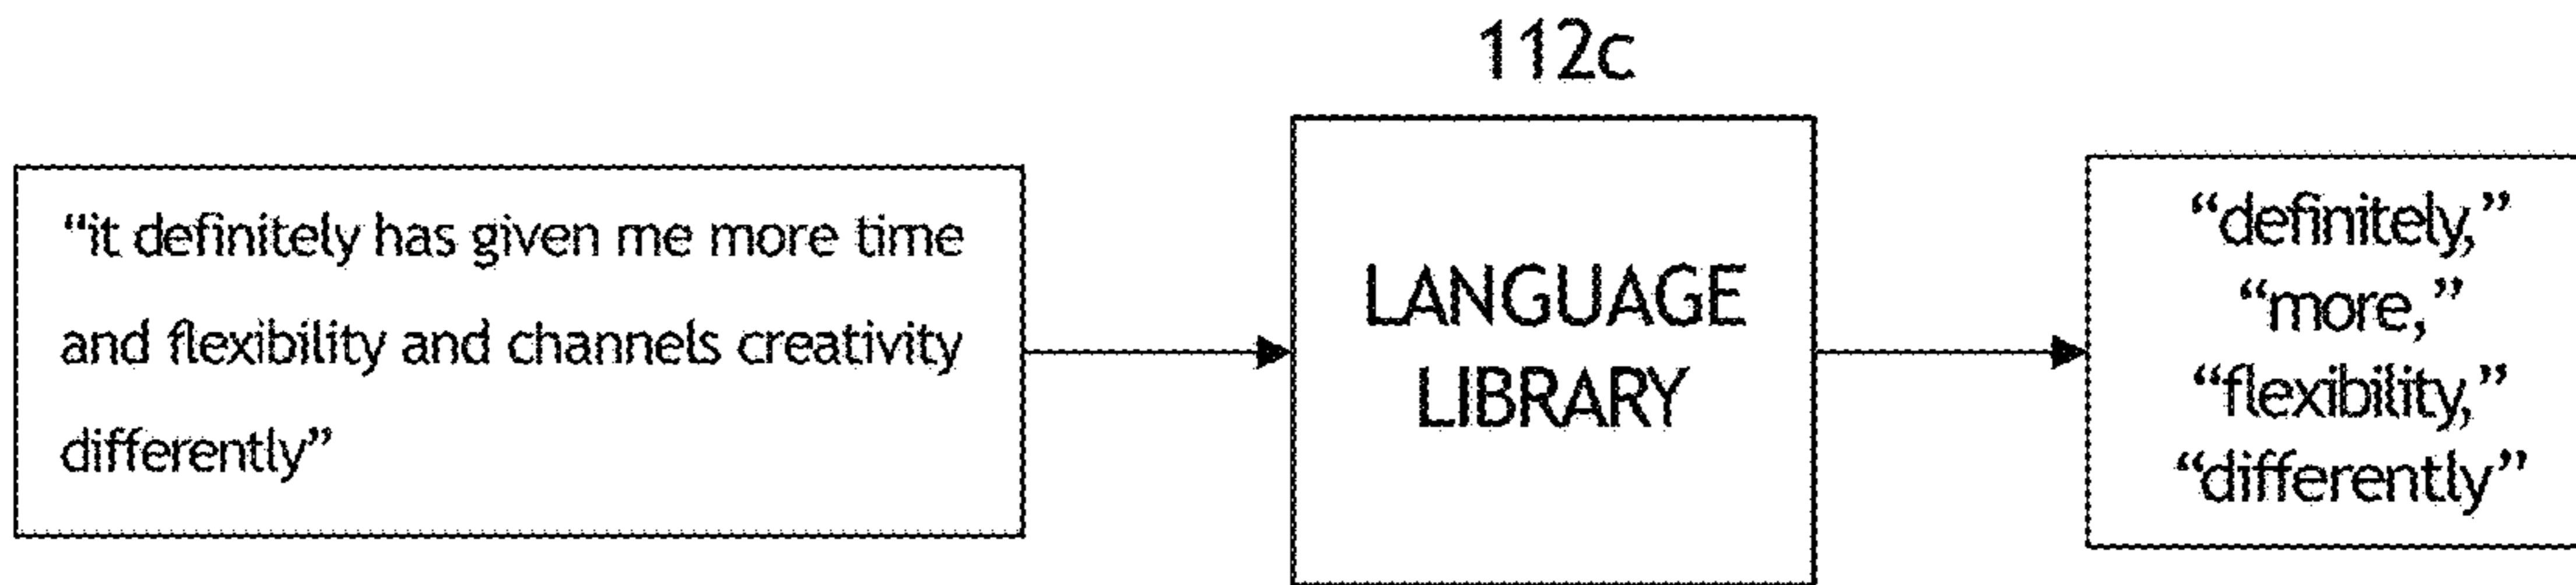 112c
“it definitely has given me more time
and flexibility and channels creativity
differently”
LANGUAGE
LIBRARY
“definitely,”
“more,”
“flexibility,”
“differently”